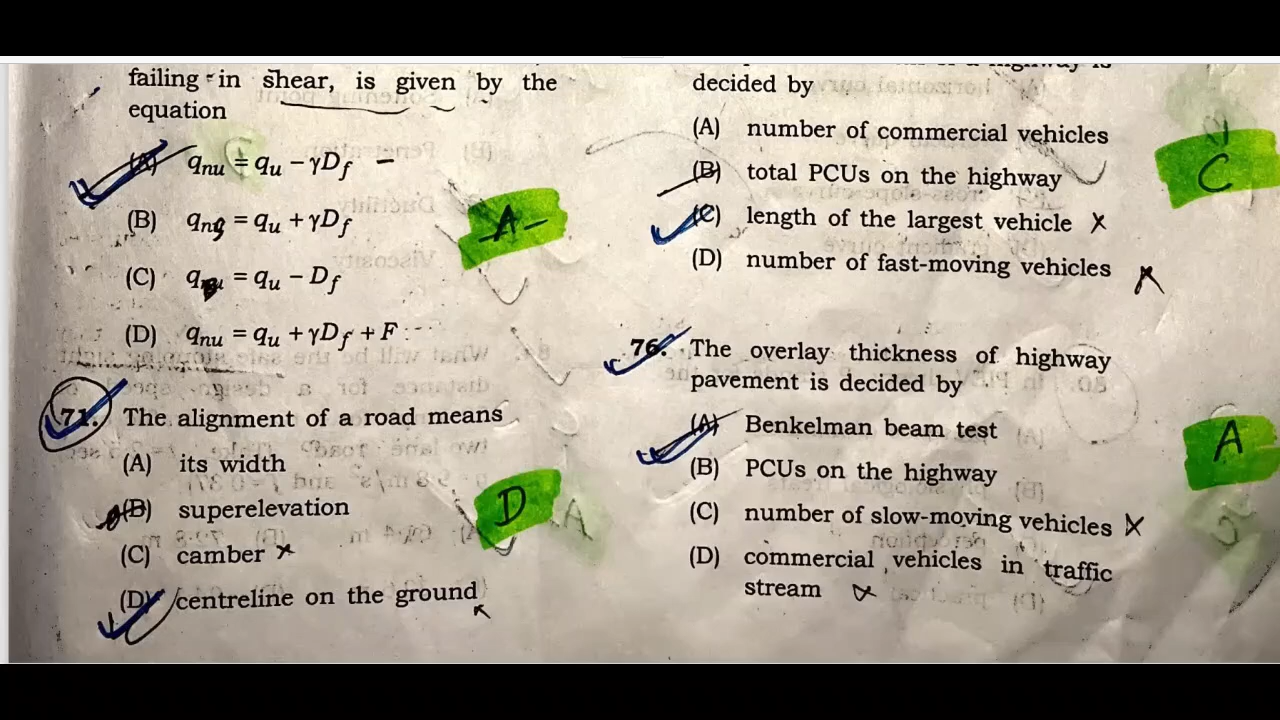 failing in shear, is given by the
equation
(A) qnu = qu − γDf
(B) qng = qu + γDf
(C) qnu = qu − Df
(D) qnu = qu + γDf + F
A
71. The alignment of a road means
(A) its width
(B) superelevation
(C) camber
(D) centreline on the ground
D
decided by
(A) number of commercial vehicles
(B) total PCUs on the highway
(C) length of the largest vehicle
(D) number of fast-moving vehicles
C
76. The overlay thickness of highway
pavement is decided by
(A) Benkelman beam test
(B) PCUs on the highway
(C) number of slow-moving vehicles
(D) commercial vehicles in traffic
stream
A